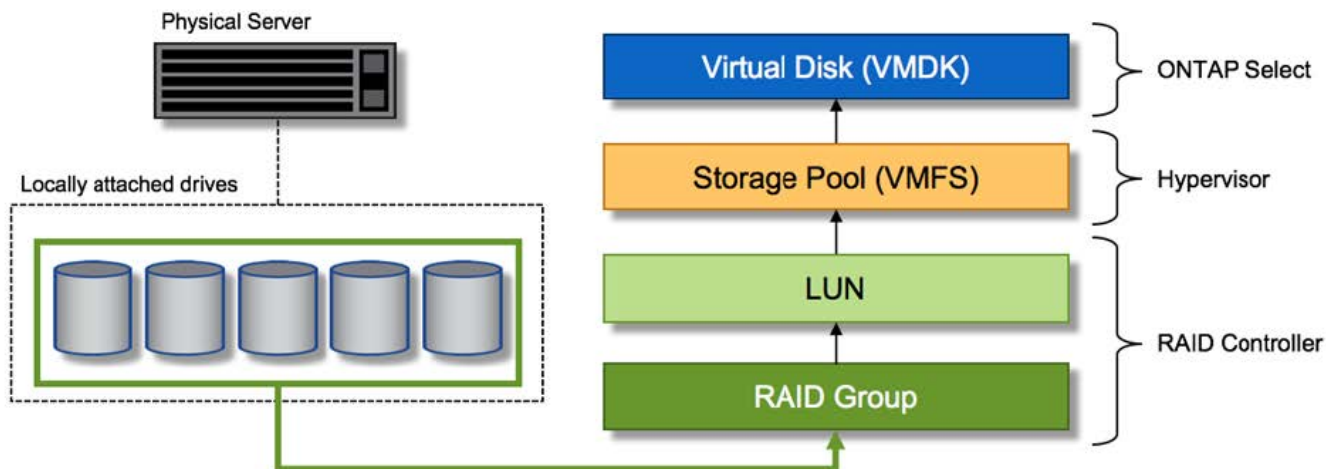 Physical Server
Locally attached drives
Virtual Disk (VMDK)
ONTAP Select
Storage Pool (VMFS)
Hypervisor
LUN
RAID Controller
RAID Group